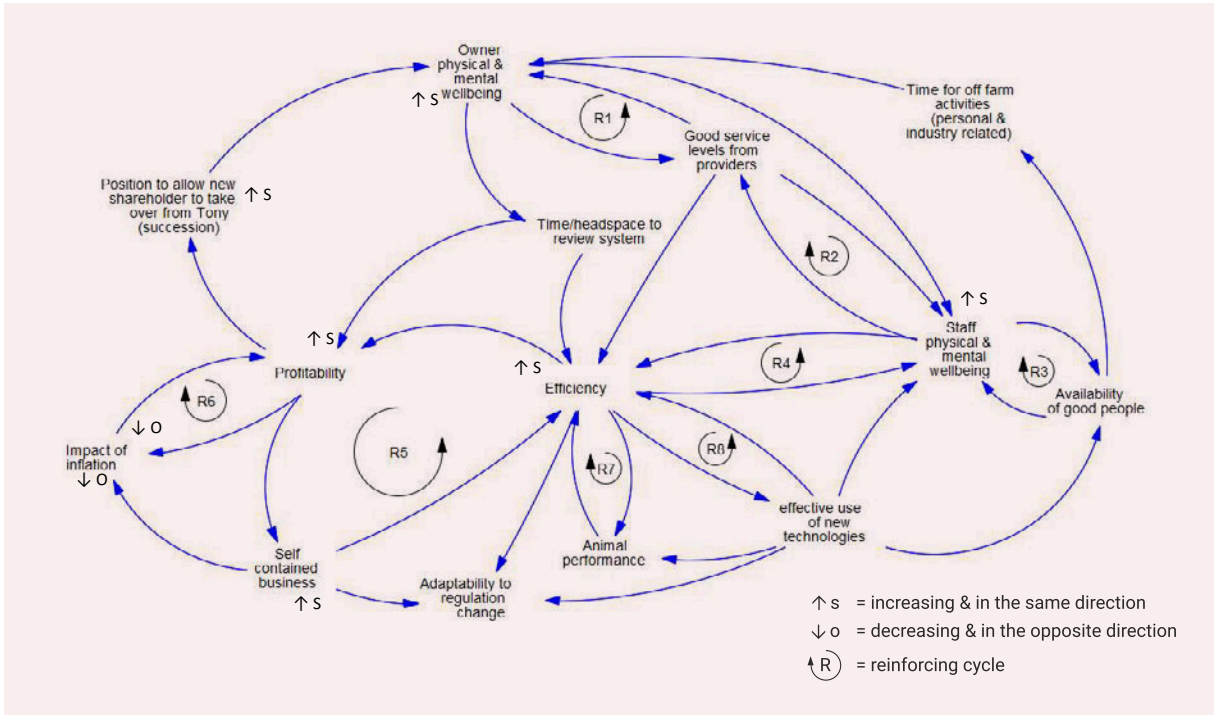 Owner
physical &
mental
wellbeing
↑ S
R1
Time for off farm
activities
(personal &
industry related)
Good service
levels from
providers
Position to allow new
shareholder to take
over from Tony
(succession)
↑ S
Time/headspace to
review system
R2
↑ S
Staff
physical &
mental
wellbeing
↑ S
Profitability
↑ S
Efficiency
R4
R3
Availability
of good people
R6
↓ O
Impact of
inflation
↓ O
R5
R7
R8
effective use
of new
technologies
Self
contained
business
↑ S
Animal
performance
Adaptability to
regulation
change
↑ s = increasing & in the same direction
↓ o = decreasing & in the opposite direction
R = reinforcing cycle